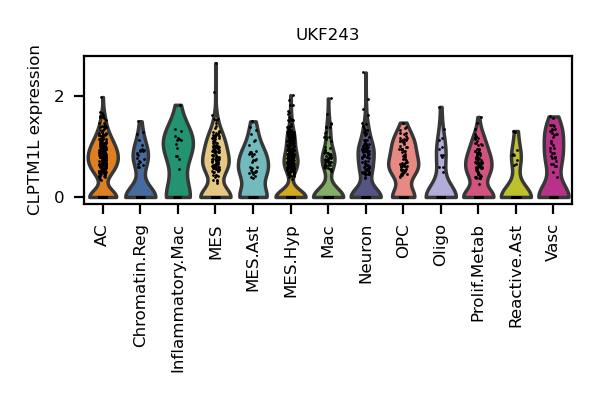 UKF243
CLPTM1L expression
2
0
AC
Chromatin.Reg
Inflammatory.Mac
MES
MES.Ast
MES.Hyp
Mac
Neuron
OPC
Oligo
Prolif.Metab
Reactive.Ast
Vasc